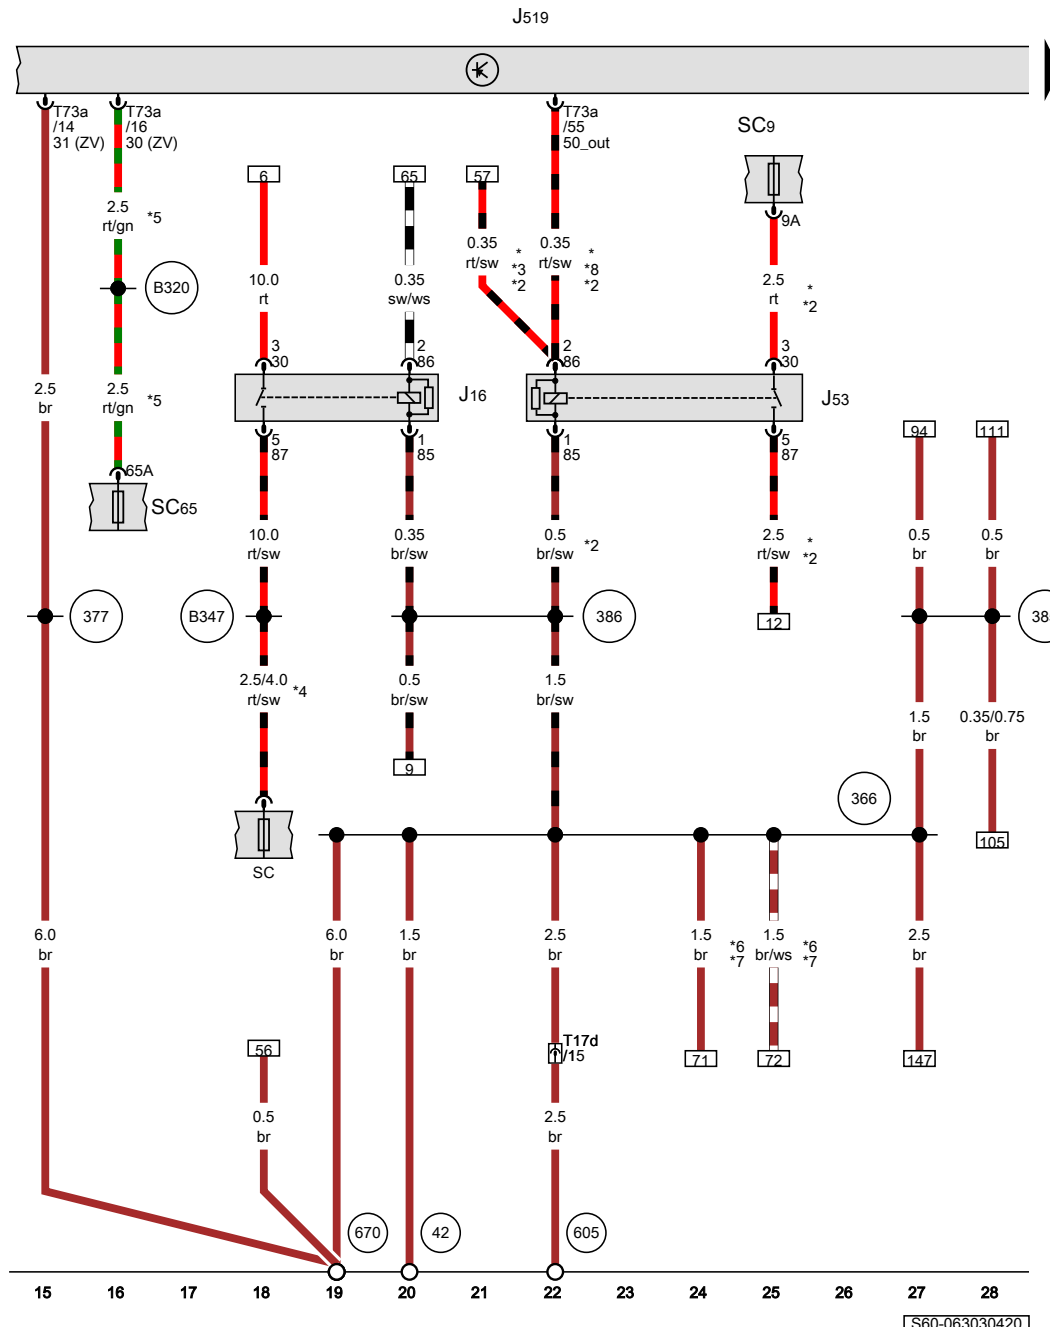 J519
T73a
/14
31 (ZV)
T73a
/16
30 (ZV)
T73a
/55
50_out
SC9
9A
6
65
57
2.5
rt/gn
*5
B320
10.0
rt
0.35
sw/ws
0.35
rt/sw
*
*3
*2
0.35
rt/sw
*
*8
*2
2.5
rt
*
*2
3
30
2
86
2
86
3
30
2.5
br
2.5
rt/gn
*5
J16
J53
65A
SC65
5
87
1
85
1
85
5
87
94
111
10.0
rt/sw
0.35
br/sw
0.5
br/sw
*2
2.5
rt/sw
*
*2
0.5
br
0.5
br
377
B347
386
12
2.5/4.0
rt/sw
*4
0.5
br/sw
1.5
br/sw
1.5
br
0.35/0.75
br
9
366
105
SC
6.0
br
6.0
br
1.5
br
2.5
br
1.5
br
*6
*7
1.5
br/ws
*6
*7
2.5
br
56
T17d
/15
71
72
147
0.5
br
2.5
br
670
42
605
15 16 17 18 19 20 21 22 23 24 25 26 27 28
S60-063030420